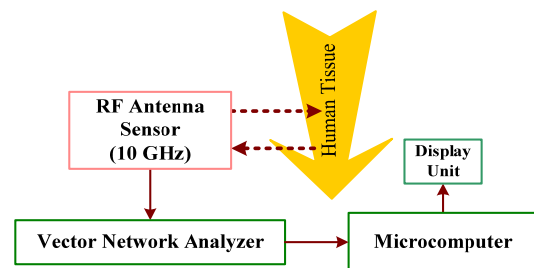 RF Antenna
Sensor
(10 GHz)
Human Tissue
Display
Unit
Vector Network Analyzer
Microcomputer